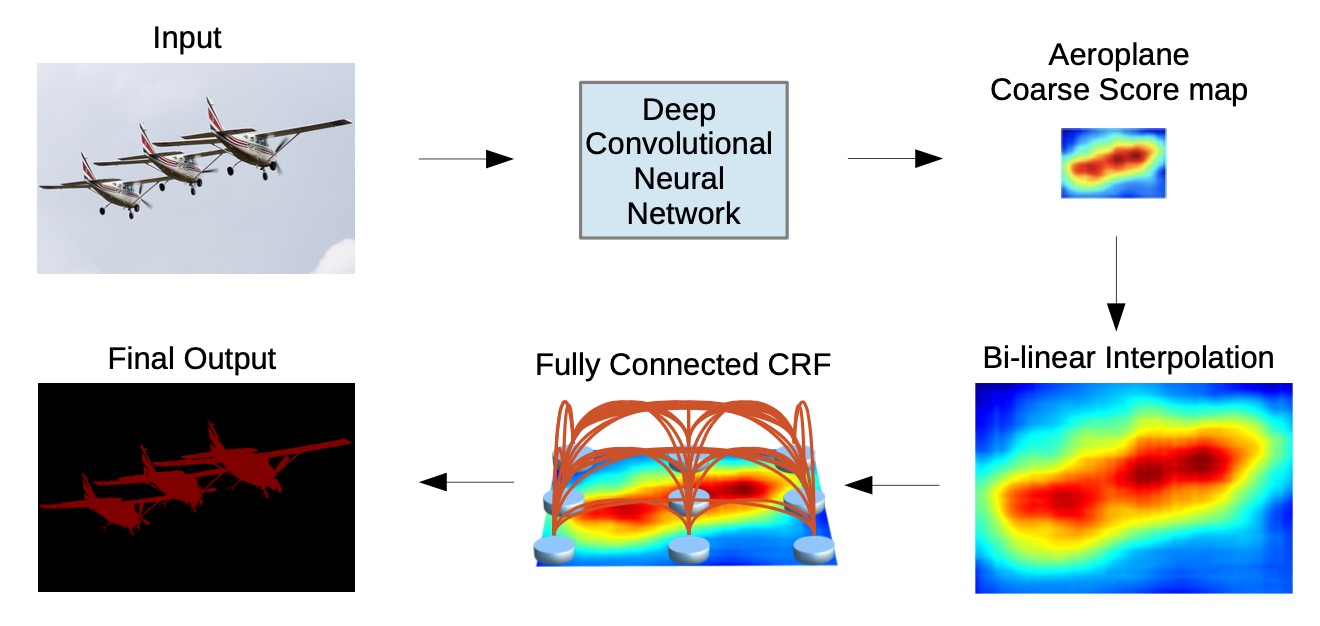 Input
Deep
Convolutional
Neural
Network
Aeroplane
Coarse Score map
Bi-linear Interpolation
Fully Connected CRF
Final Output